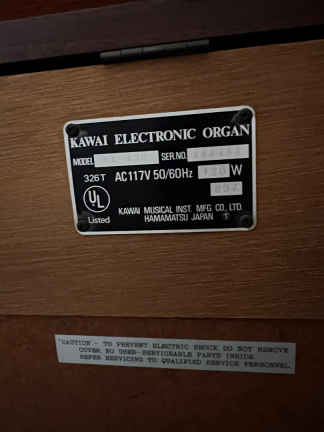 KAWAI ELECTRONIC ORGAN
MODEL SER.NO.
326T AC117V 50/60Hz W
UL
Listed
KAWAI MUSICAL INST. MFG CO, LTD.
HAMAMATSU JAPAN
CAUTION - TO PREVENT ELECTRIC SHOCK DO NOT REMOVE
COVER NO USER-SERVICEABLE PARTS INSIDE
REFER SERVICING TO QUALIFIED SERVICE PERSONNEL